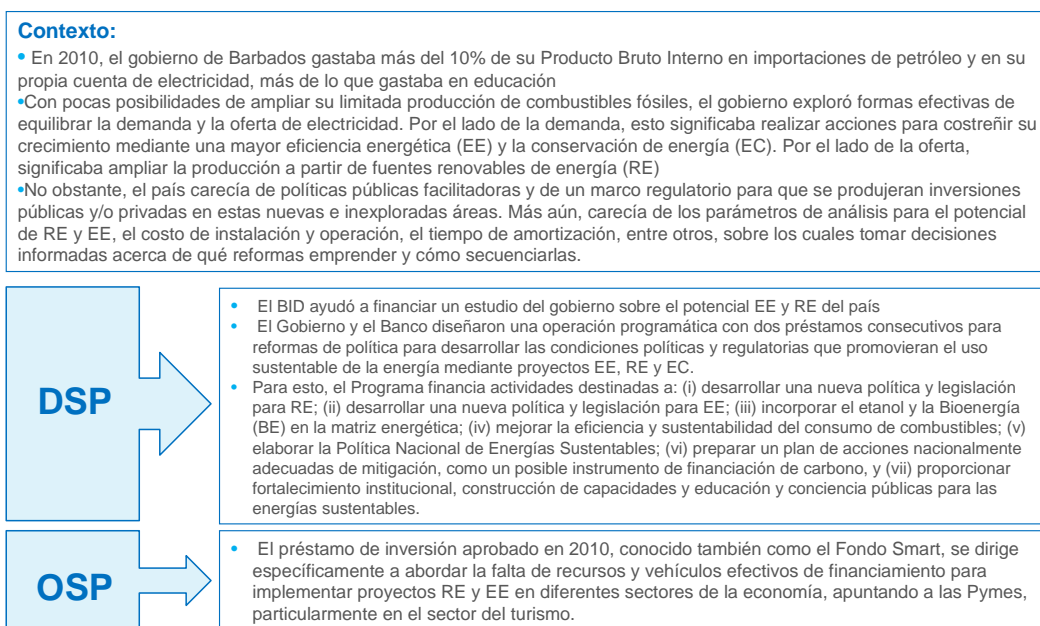 Contexto:
• En 2010, el gobierno de Barbados gastaba más del 10% de su Producto Bruto Interno en importaciones de petróleo y en su
propia cuenta de electricidad, más de lo que gastaba en educación
•Con pocas posibilidades de ampliar su limitada producción de combustibles fósiles, el gobierno exploró formas efectivas de
equilibrar la demanda y la oferta de electricidad. Por el lado de la demanda, esto significaba realizar acciones para costreñir su
crecimiento mediante una mayor eficiencia energética (EE) y la conservación de energía (EC). Por el lado de la oferta,
significaba ampliar la producción a partir de fuentes renovables de energía (RE)
•No obstante, el país carecía de políticas públicas facilitadoras y de un marco regulatorio para que se produjeran inversiones
públicas y/o privadas en estas nuevas e inexploradas áreas. Más aún, carecía de los parámetros de análisis para el potencial
de RE y EE, el costo de instalación y operación, el tiempo de amortización, entre otros, sobre los cuales tomar decisiones
informadas acerca de qué reformas emprender y cómo secuenciarlas.
DSP
• El BID ayudó a financiar un estudio del gobierno sobre el potencial EE y RE del país
• El Gobierno y el Banco diseñaron una operación programática con dos préstamos consecutivos para
reformas de política para desarrollar las condiciones políticas y regulatorias que promovieran el uso
sustentable de la energía mediante proyectos EE, RE y EC.
• Para esto, el Programa financia actividades destinadas a: (i) desarrollar una nueva política y legislación
para RE; (ii) desarrollar una nueva política y legislación para EE; (iii) incorporar el etanol y la Bioenergía
(BE) en la matriz energética; (iv) mejorar la eficiencia y sustentabilidad del consumo de combustibles; (v)
elaborar la Política Nacional de Energías Sustentables; (vi) preparar un plan de acciones nacionalmente
adecuadas de mitigación, como un posible instrumento de financiación de carbono, y (vii) proporcionar
fortalecimiento institucional, construcción de capacidades y educación y conciencia públicas para las
energías sustentables.
OSP
• El préstamo de inversión aprobado en 2010, conocido también como el Fondo Smart, se dirige
específicamente a abordar la falta de recursos y vehículos efectivos de financiamiento para
implementar proyectos RE y EE en diferentes sectores de la economía, apuntando a las Pymes,
particularmente en el sector del turismo.